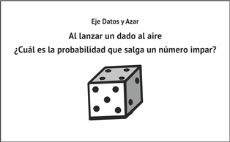 Eje Datos y Azar
Al lanzar un dado al aire
¿Cuál es la probabilidad que salga un número impar?